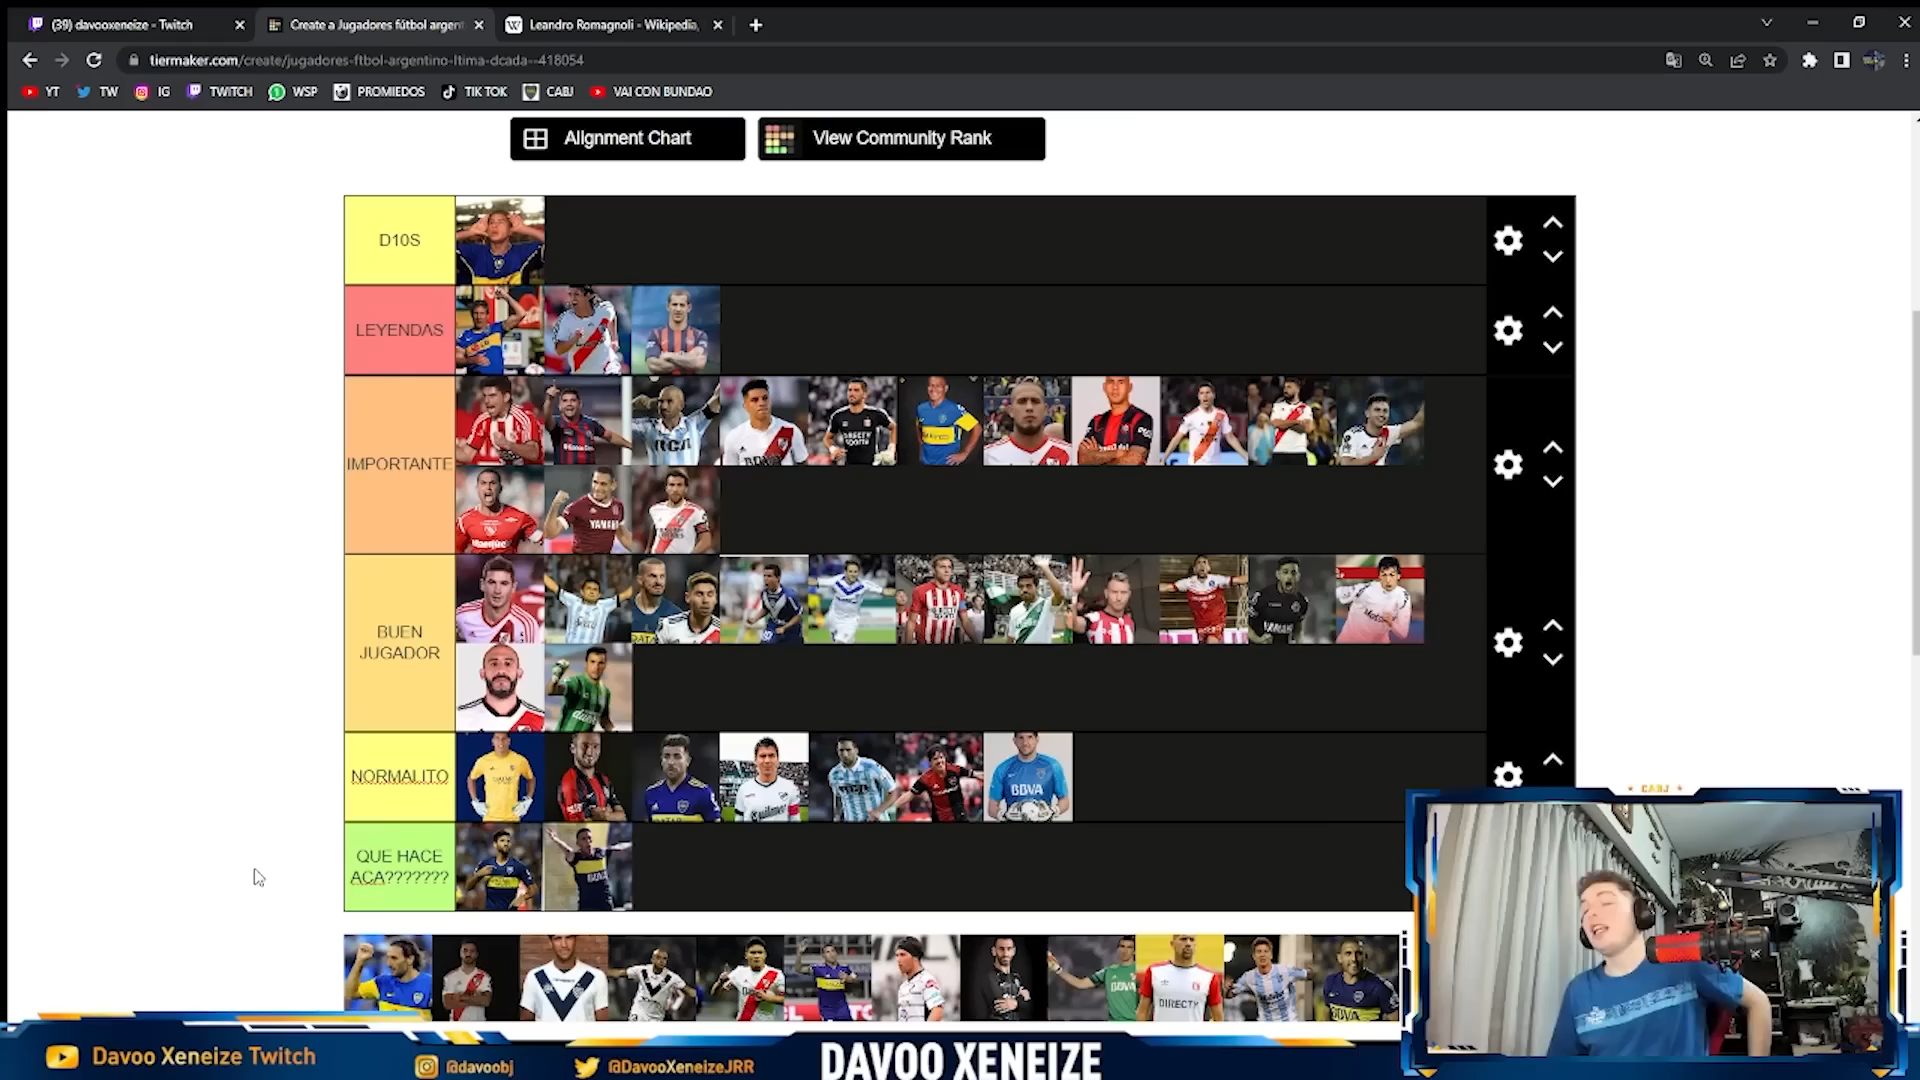 (39) davooxeneize - Twitch
Create a Jugadores fútbol argen
Leandro Romagnoli - Wikipedia,
tiermaker.com/create/jugadores-ftbol-argentino-ltima-dcada--418054
YT
TW
IG
TWITCH
WSP
PROMIEDOS
TIK TOK
CABJ
VAI CON BUNDAO
Alignment Chart
View Community Rank
D10S
LEYENDAS
IMPORTANTE
BUEN
JUGADOR
NORMALITO
QUE HACE
ACA???????
CABJ
Davoo Xeneize Twitch
@davoobj
@DavooXeneizeJRR
DAVOO XENEIZE